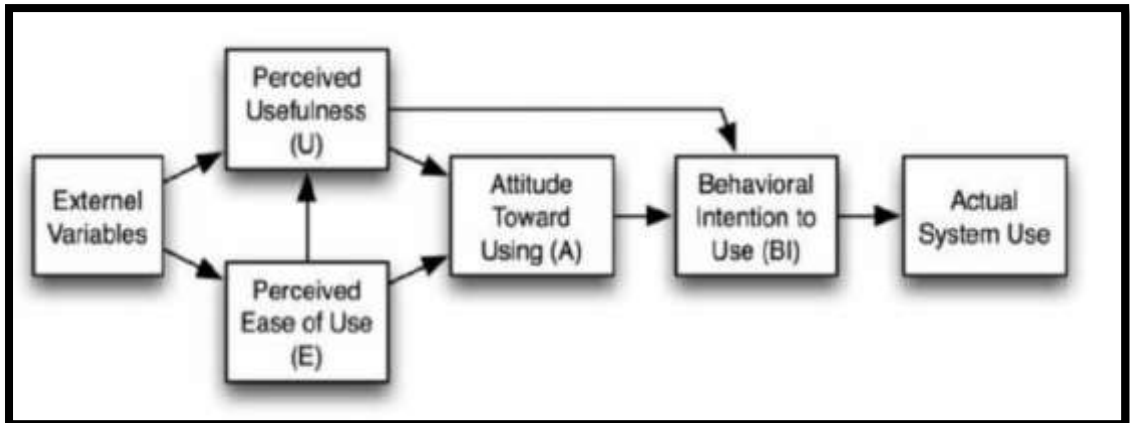 Externel
Variables
Perceived
Usefulness
(U)
Perceived
Ease of Use
(E)
Attitude
Toward
Using (A)
Behavioral
Intention to
Use (BI)
Actual
System Use